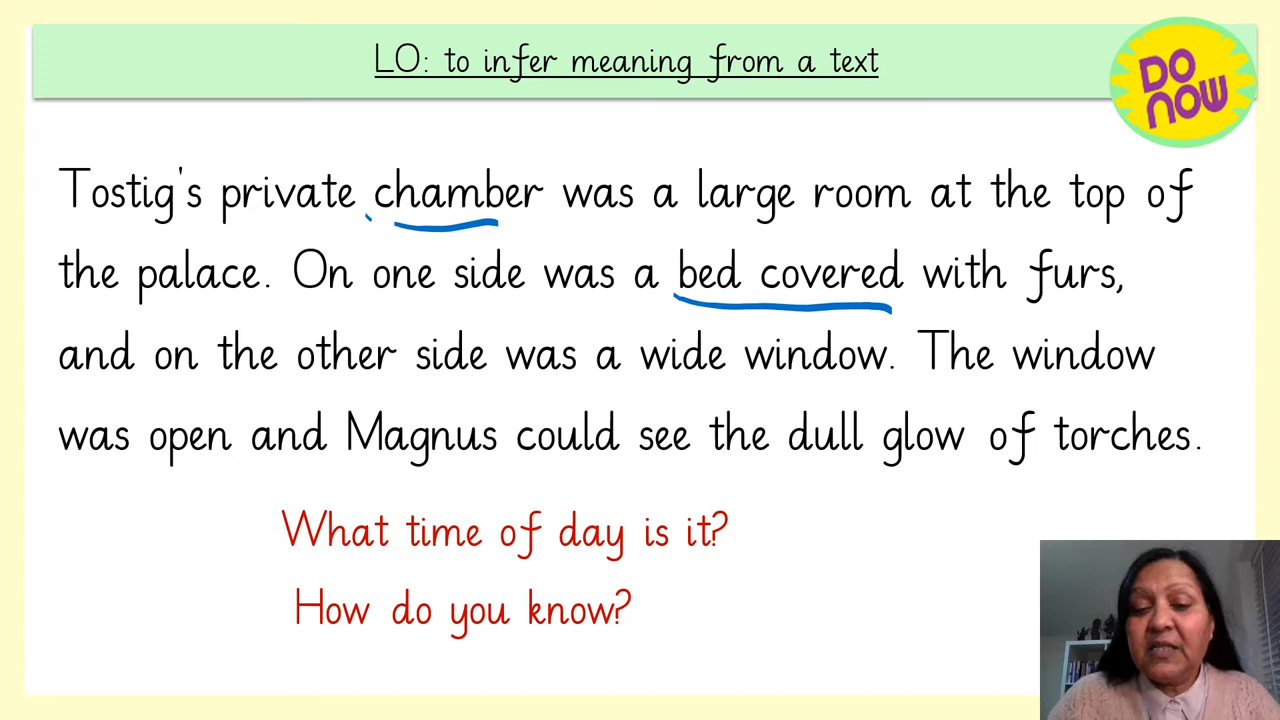 LO: to infer meaning from a text
DO
NOW
Tostig's private chamber was a large room at the top of
the palace. On one side was a bed covered with furs,
and on the other side was a wide window. The window
was open and Magnus could see the dull glow of torches.
What time of day is it?
How do you know?